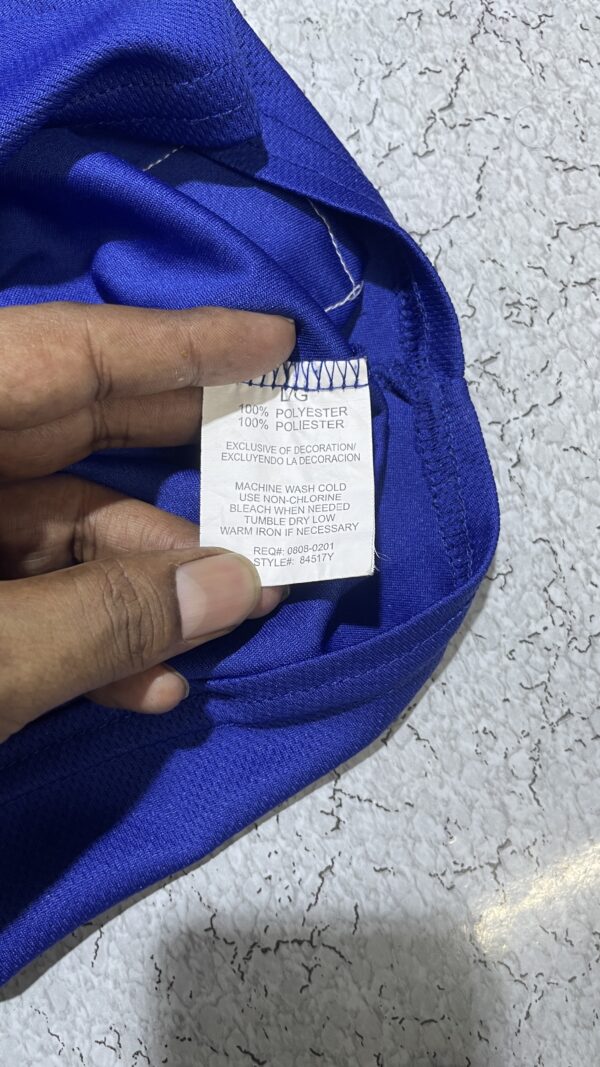 L/G
100% POLYESTER
100% POLIESTER
EXCLUSIVE OF DECORATION/
EXCLUYENDO LA DECORACION
MACHINE WASH COLD
USE NON-CHLORINE
BLEACH WHEN NEEDED
TUMBLE DRY LOW
WARM IRON IF NECESSARY
REQ#: 0808-0201
STYLE#: 84517Y